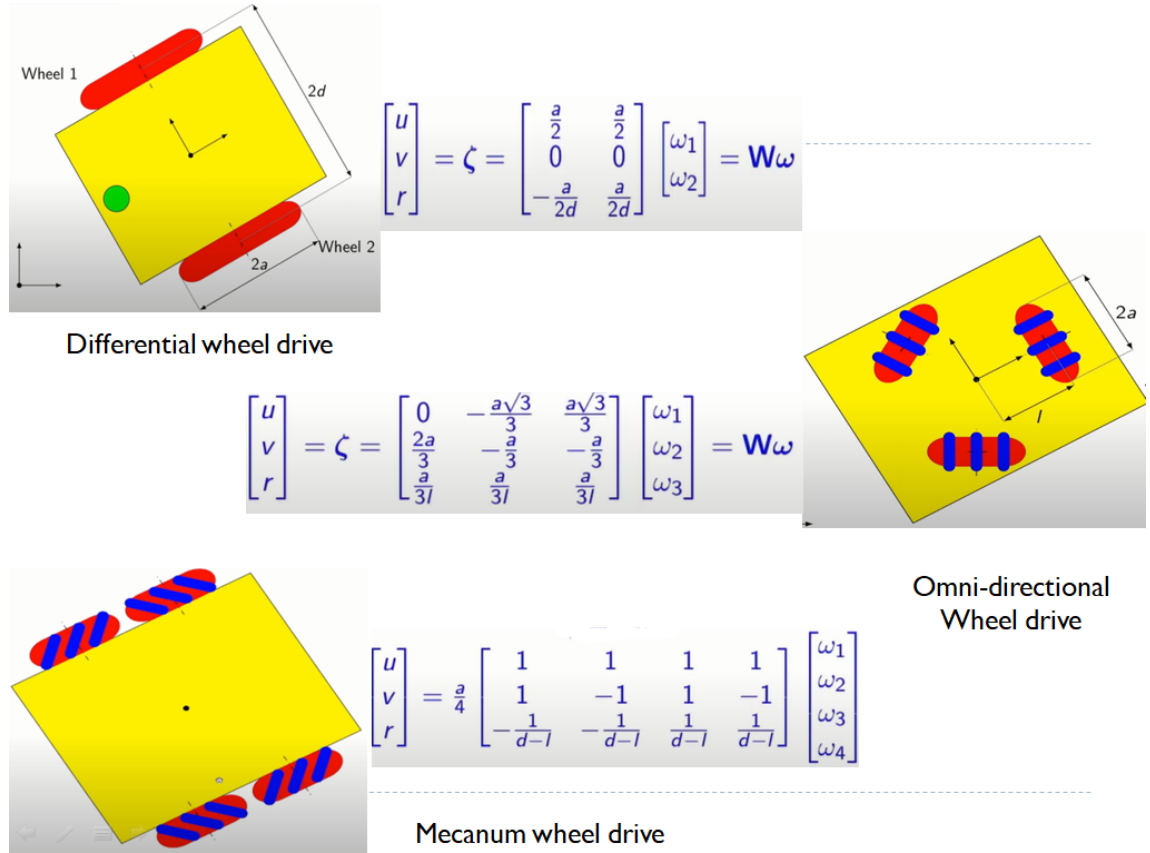 Wheel 1
2d
Wheel 2
2a
[u v r] = ζ = [a/2 a/2; 0 0; -a/2d a/2d] [ω1 ω2] = Wω
Differential wheel drive
2a
l
[u v r] = ζ = [0 -a√3/3 a√3/3; 2a/3 -a/3 -a/3; a/3l a/3l a/3l] [ω1 ω2 ω3] = Wω
Omni-directional
Wheel drive
[u v r] = a/4 [1 1 1 1; 1 -1 1 -1; -1/d-l -1/d-l 1/d-l 1/d-l] [ω1 ω2 ω3 ω4]
Mecanum wheel drive